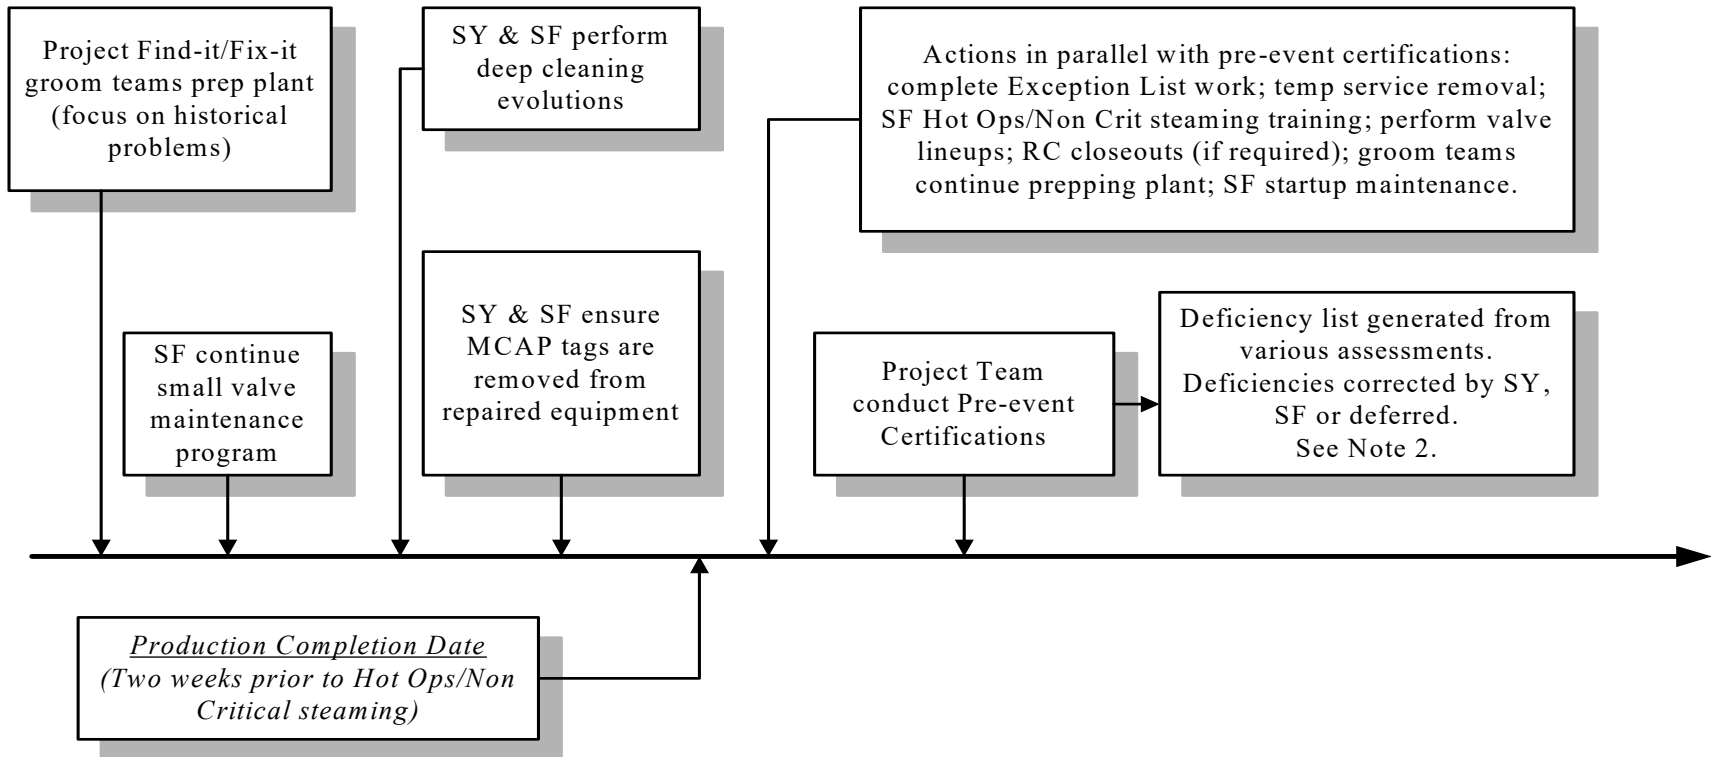 Project Find-it/Fix-it
groom teams prep plant
(focus on historical
problems)
SY & SF perform
deep cleaning
evolutions
Actions in parallel with pre-event certifications:
complete Exception List work; temp service removal;
SF Hot Ops/Non Crit steaming training; perform valve
lineups; RC closeouts (if required); groom teams
continue prepping plant; SF startup maintenance.
SF continue
small valve
maintenance
program
SY & SF ensure
MCAP tags are
removed from
repaired equipment
Project Team
conduct Pre-event
Certifications
Deficiency list generated from
various assessments.
Deficiencies corrected by SY,
SF or deferred.
See Note 2.
Production Completion Date
(Two weeks prior to Hot Ops/Non
Critical steaming)